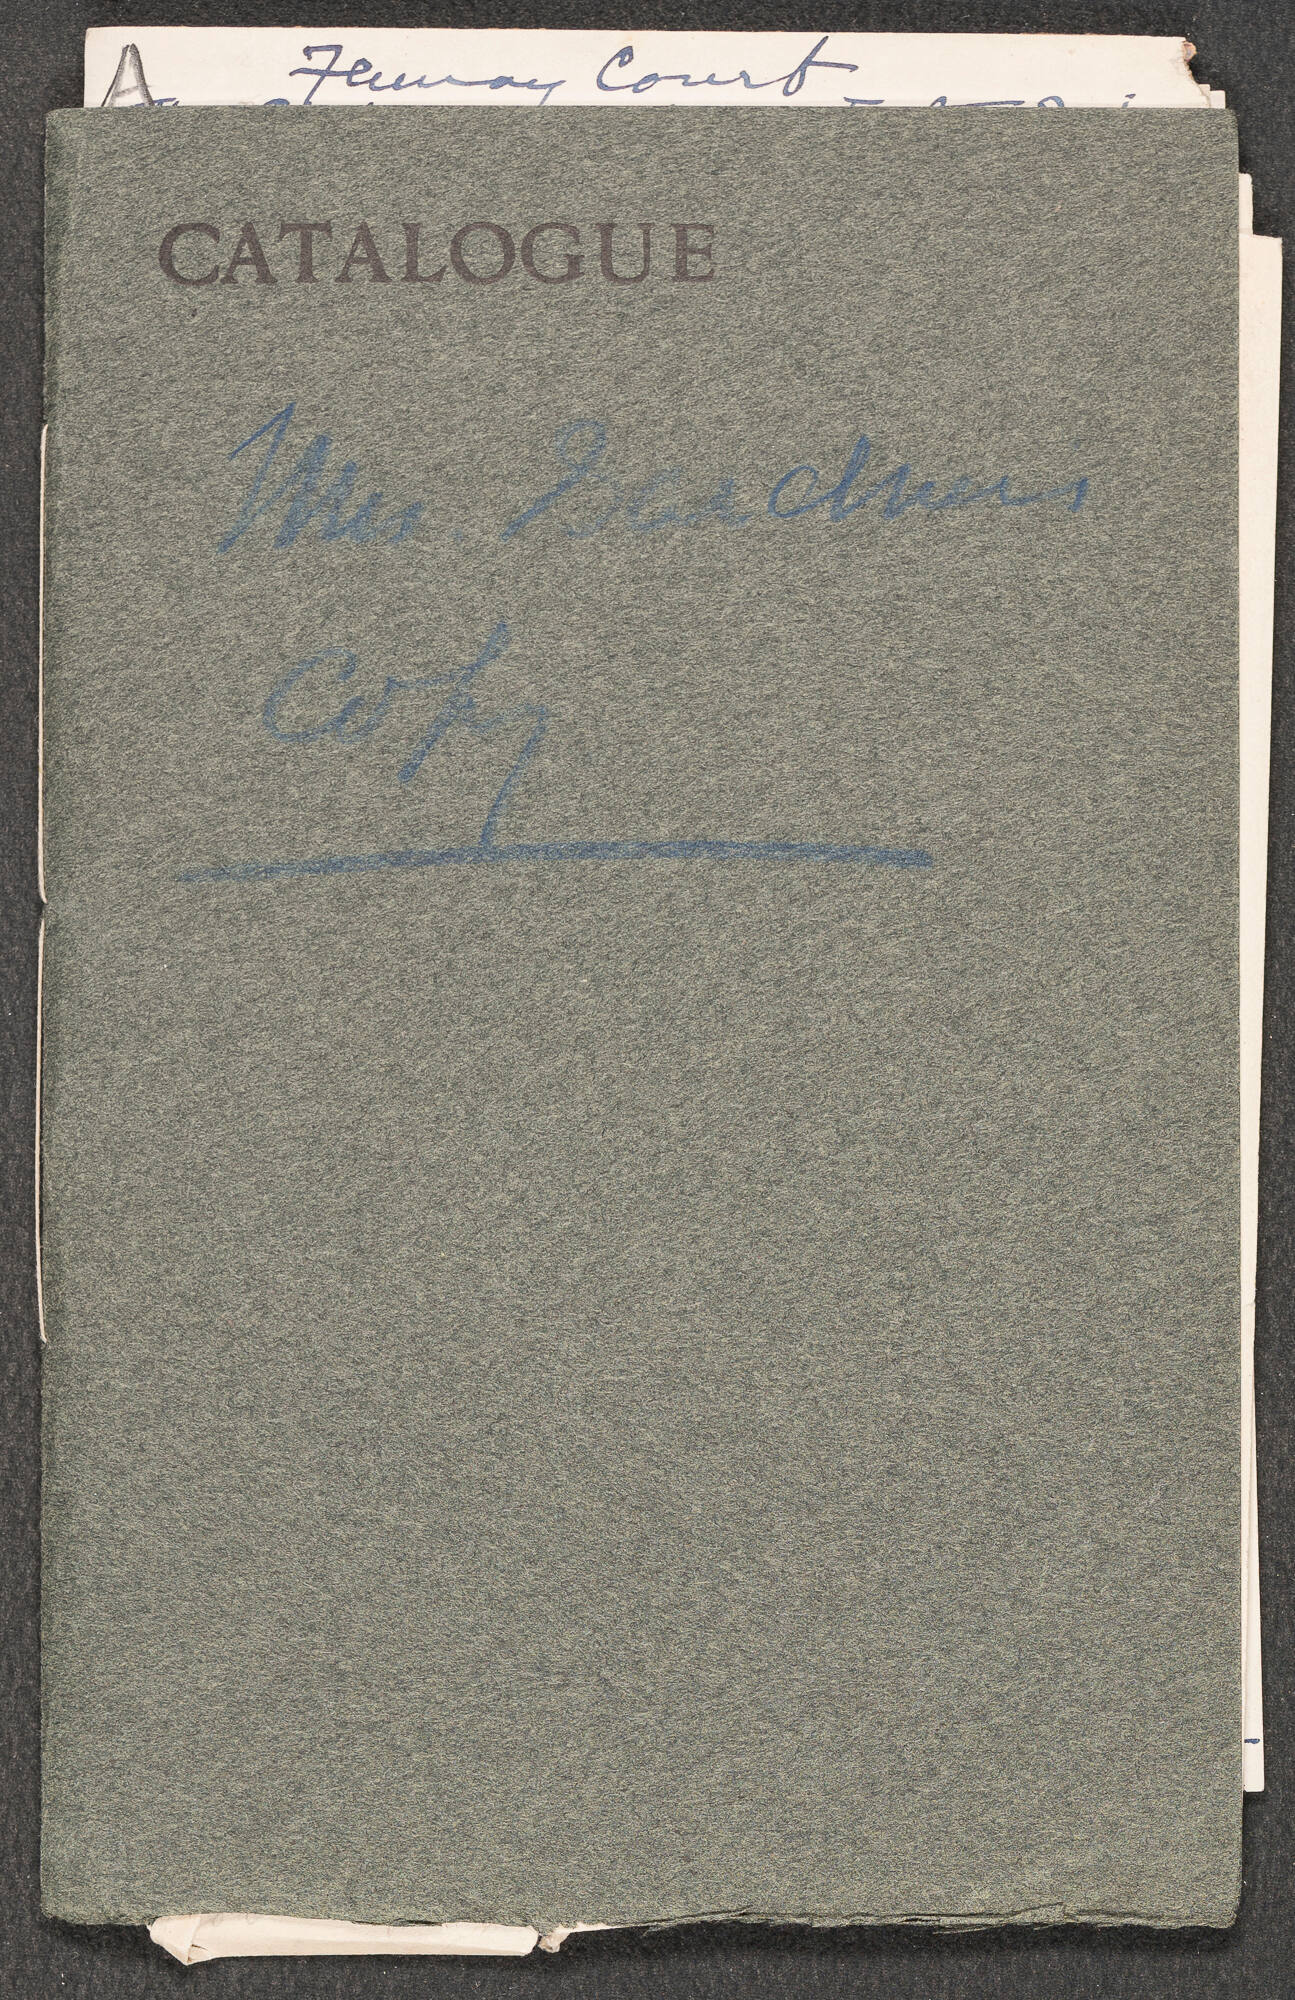 A Fenway Court
CATALOGUE
Mrs. Gardner's
Copy